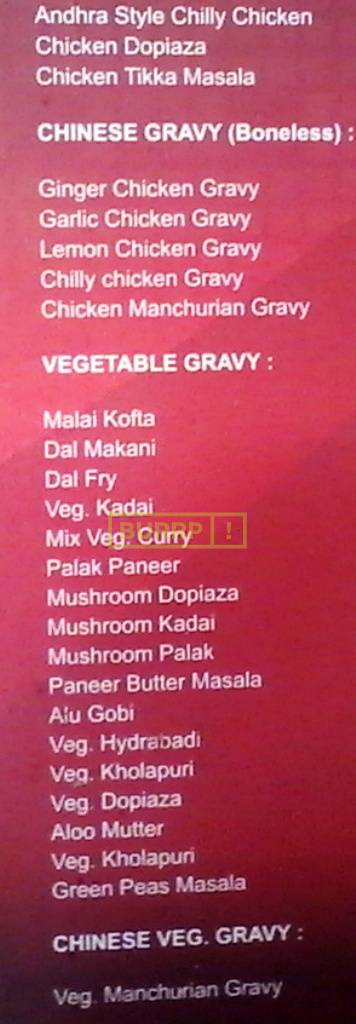 Andhra Style Chilly Chicken
Chicken Dopiaza
Chicken Tikka Masala
CHINESE GRAVY (Boneless) :
Ginger Chicken Gravy
Garlic Chicken Gravy
Lemon Chicken Gravy
Chilly chicken Gravy
Chicken Manchurian Gravy
VEGETABLE GRAVY :
Malai Kofta
Dal Makani
Dal Fry
Veg. Kadai
BURRP !
Mix Veg. Curry
Palak Paneer
Mushroom Dopiaza
Mushroom Kadai
Mushroom Palak
Paneer Butter Masala
Alu Gobi
Veg. Hydrabadi
Veg. Kholapuri
Veg. Dopiaza
Aloo Mutter
Veg. Kholapuri
Green Peas Masala
CHINESE VEG. GRAVY :
Veg. Manchurian Gravy